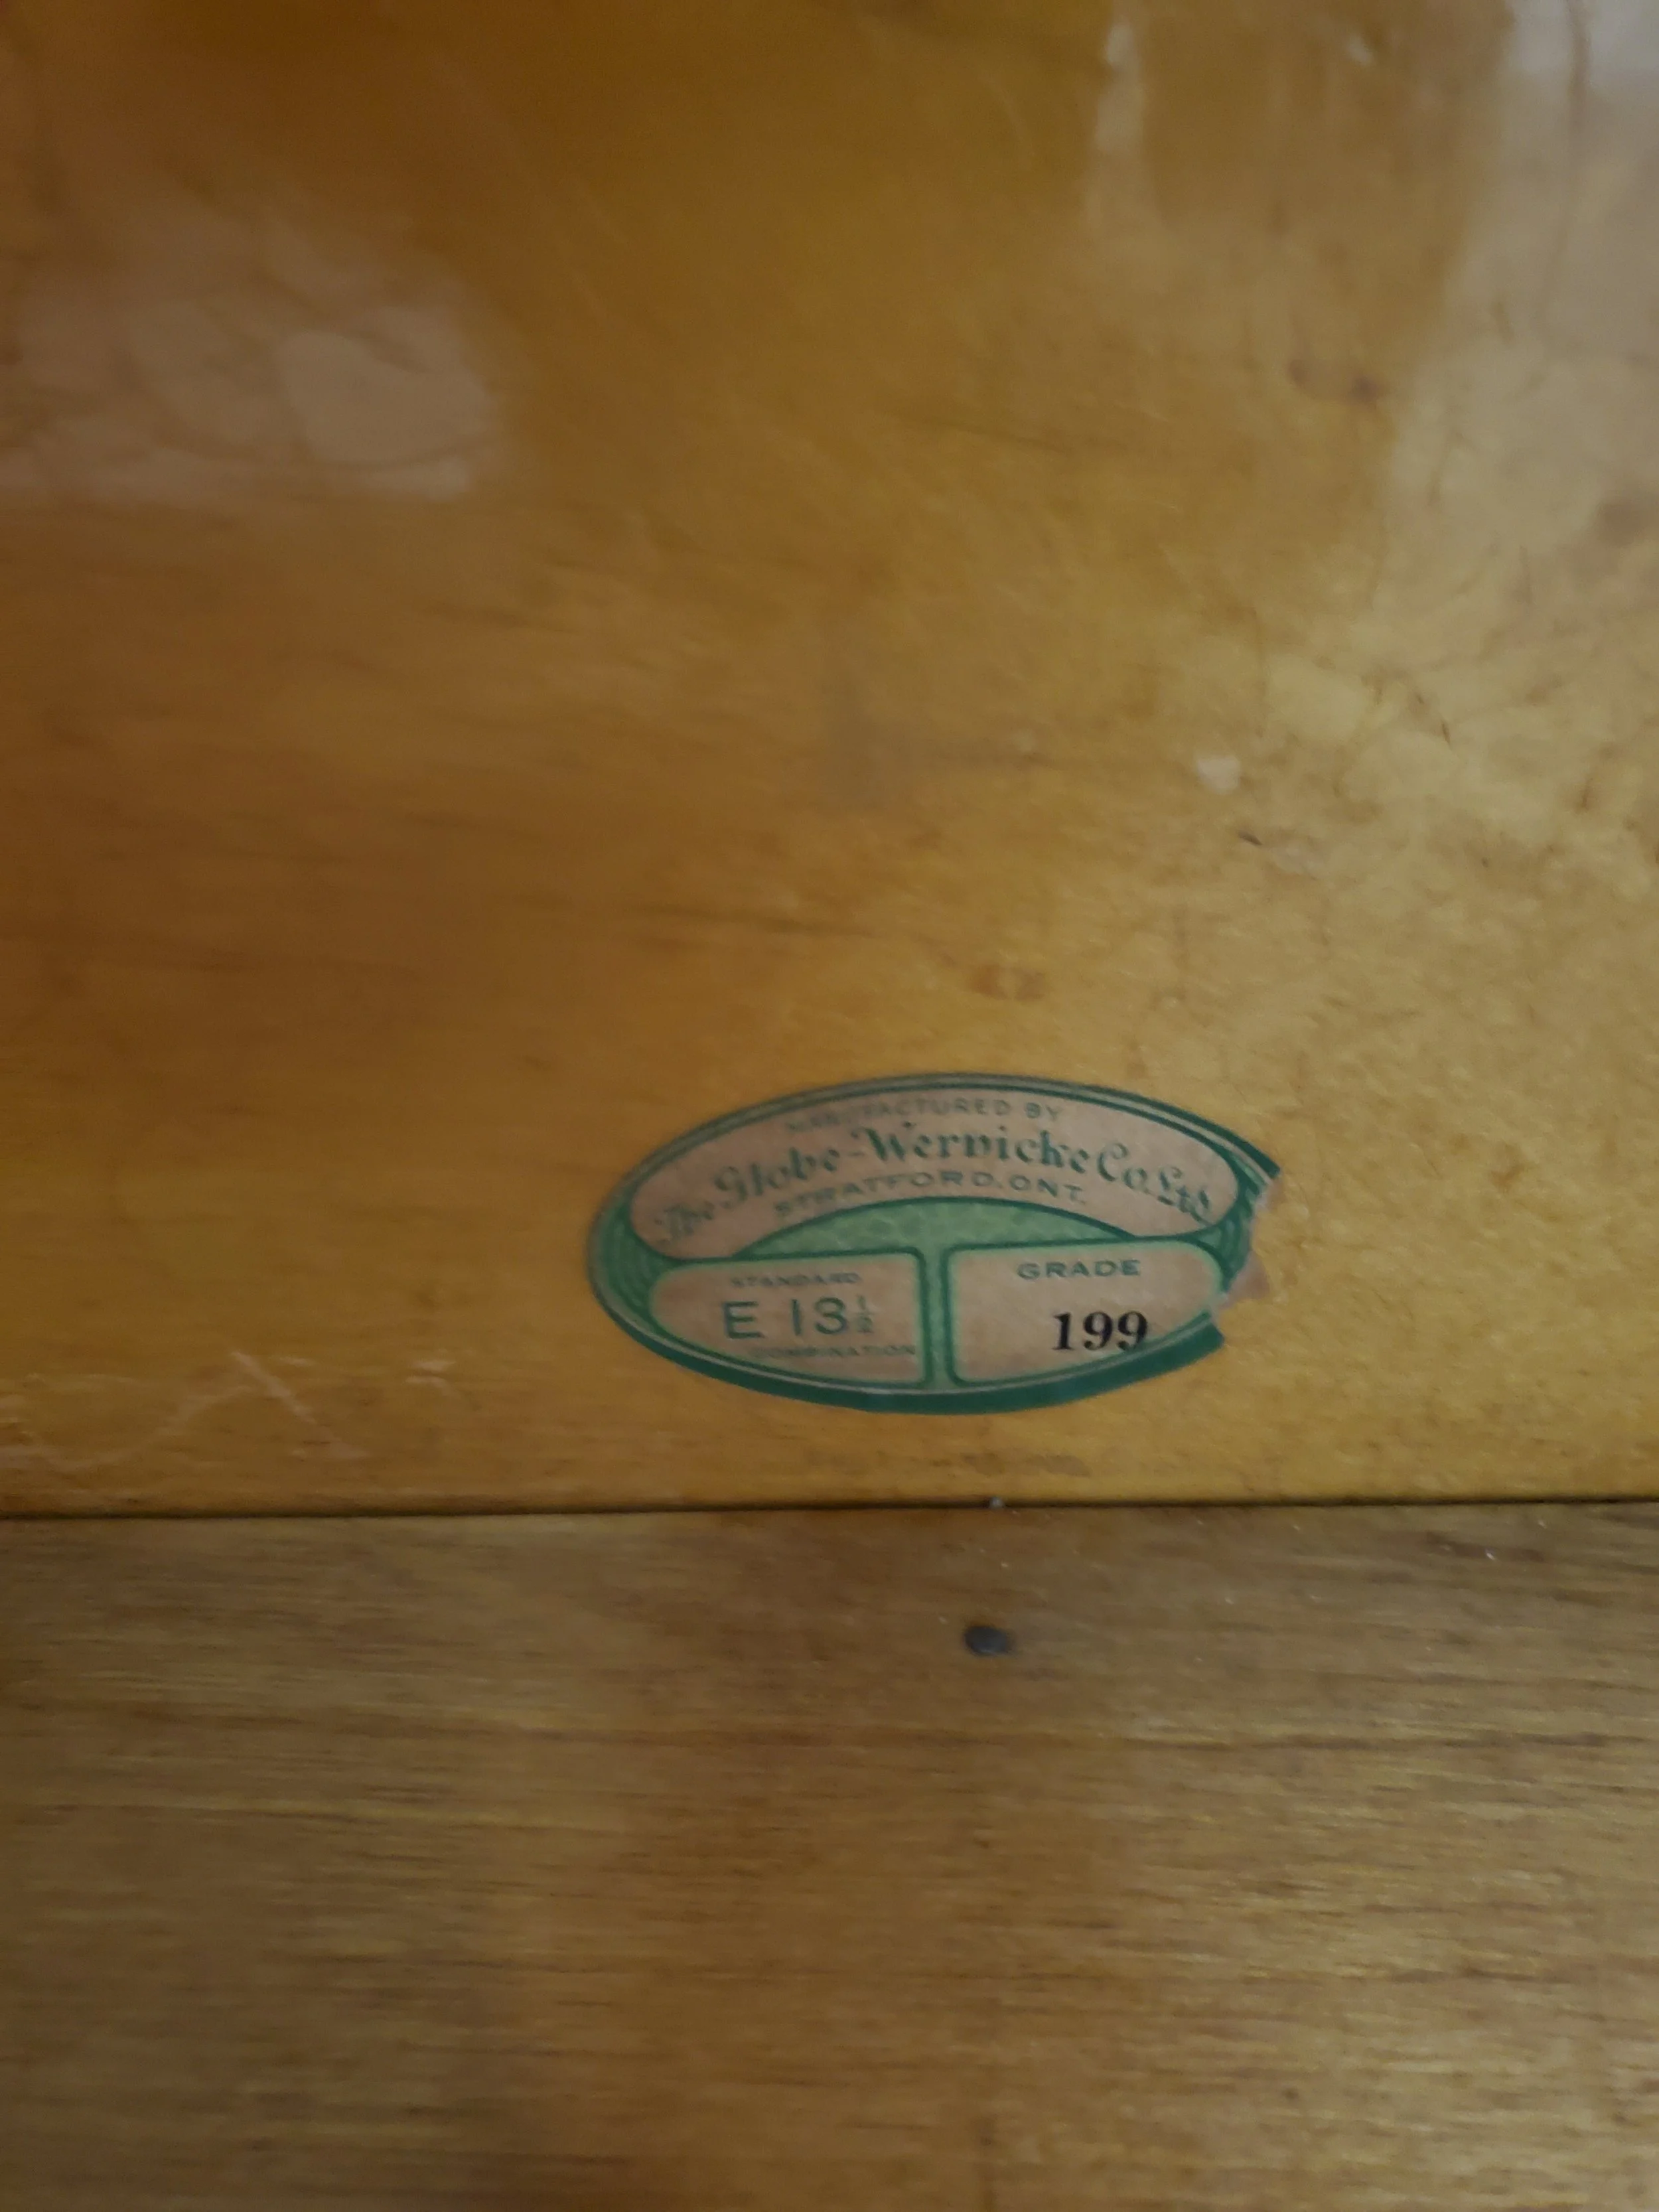 MANUFACTURED BY
The Globe-Wernicke Co. Ltd.
STRATFORD, ONT.
STANDARD
E 13½
COMBINATION
GRADE
199